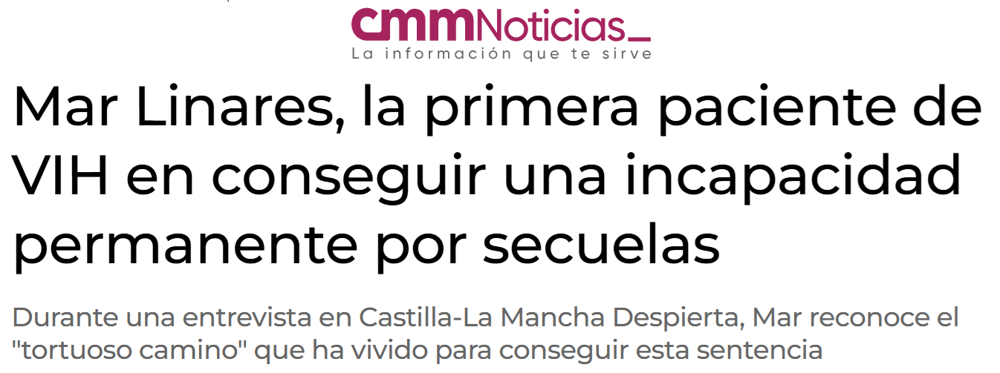 cmmNoticias_
La información que te sirve
Mar Linares, la primera paciente de
VIH en conseguir una incapacidad
permanente por secuelas
Durante una entrevista en Castilla-La Mancha Despierta, Mar reconoce el
"tortuoso camino" que ha vivido para conseguir esta sentencia